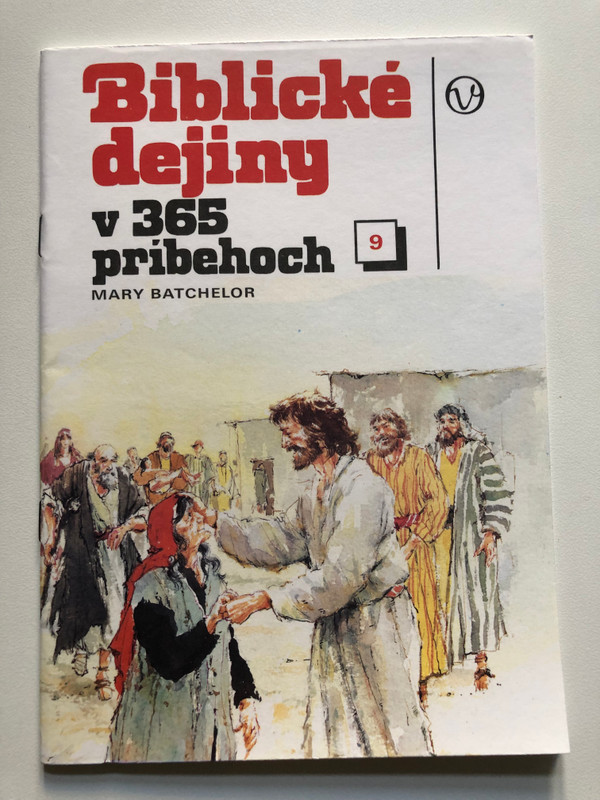 Biblické
dejiny
v 365
príbehoch
9
MARY BATCHELOR